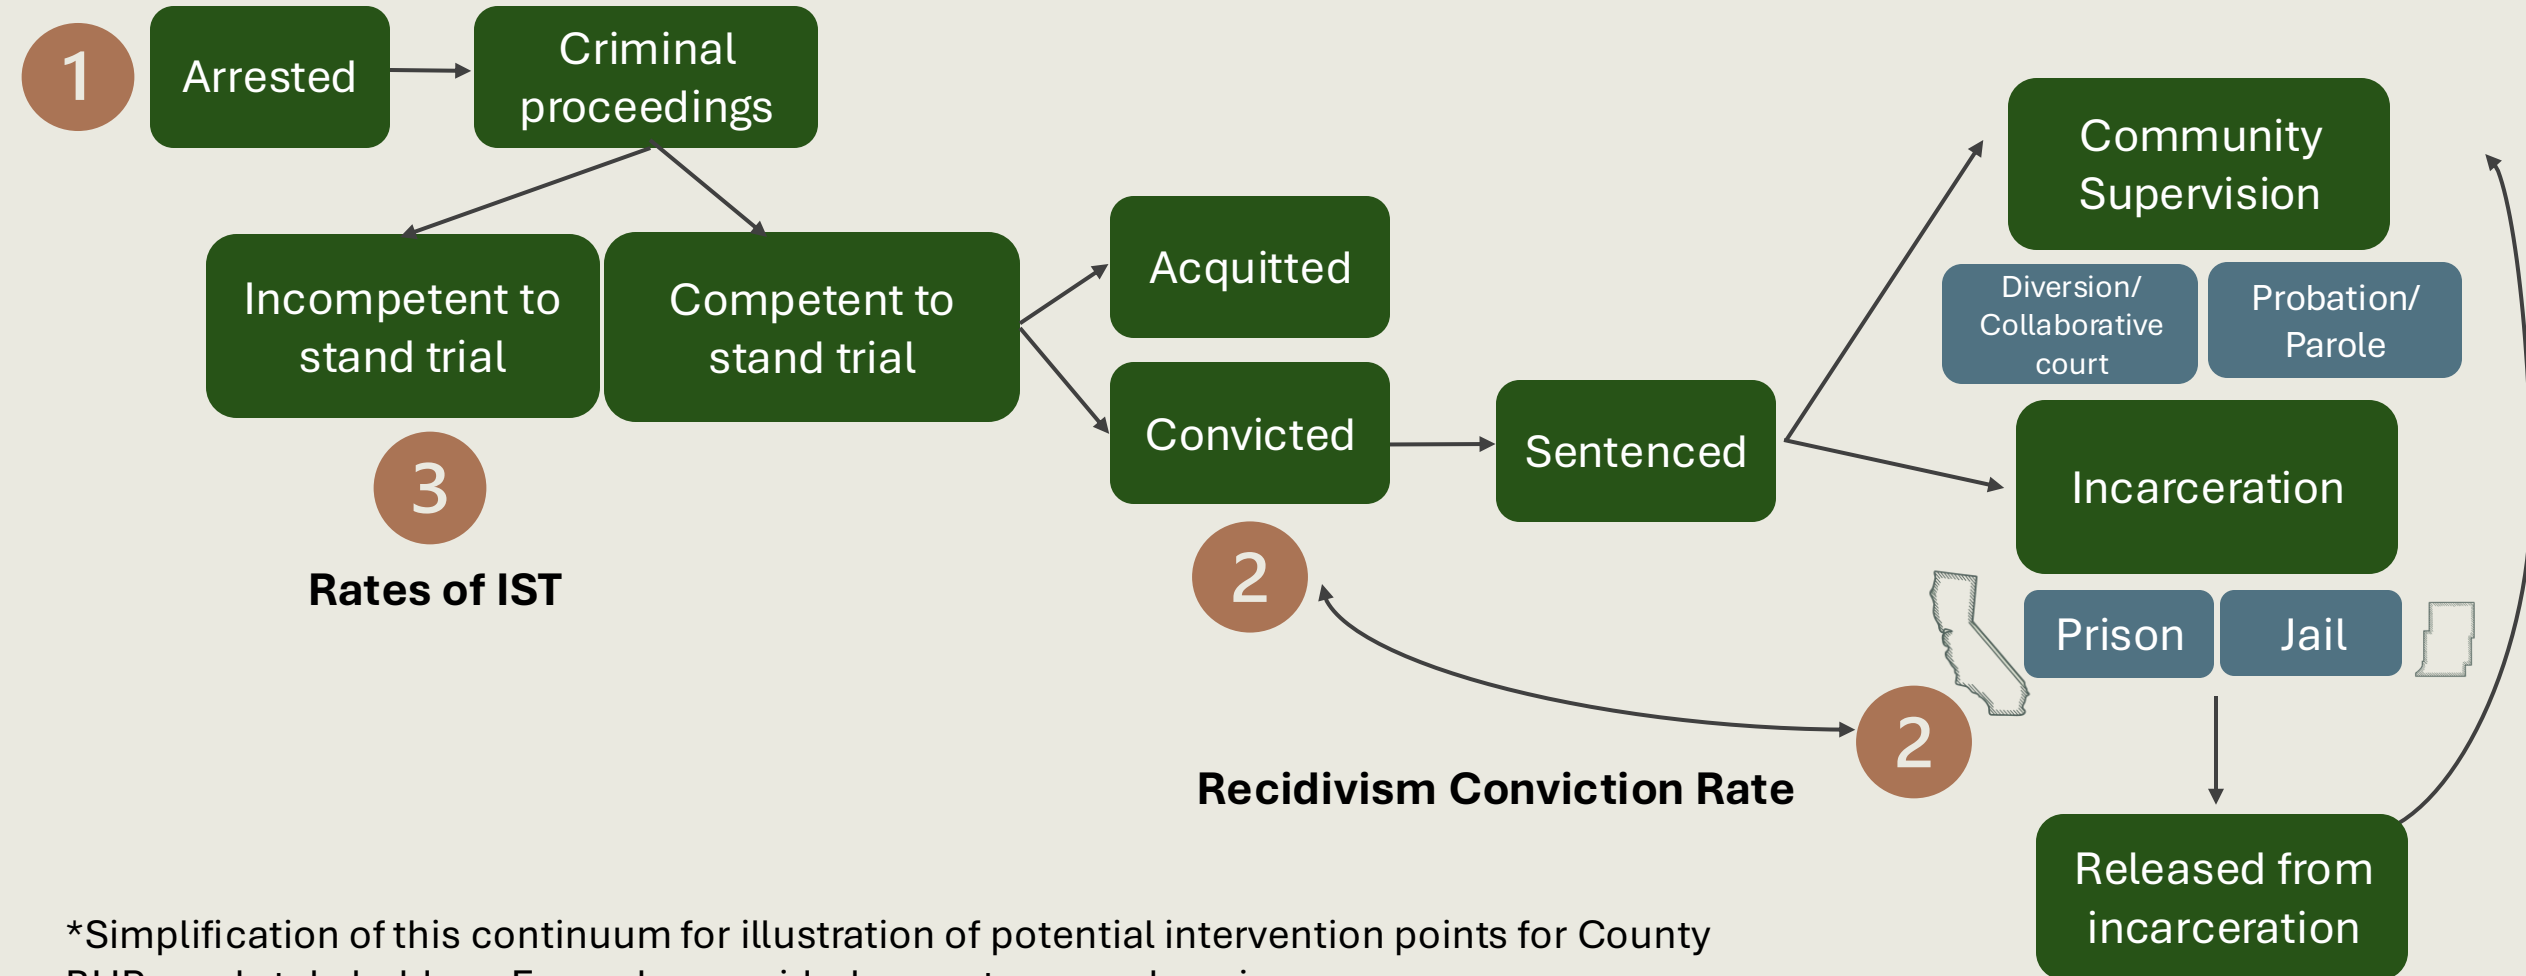 1
Arrested
Criminal
proceedings
Incompetent to
stand trial
Competent to
stand trial
3
Rates of IST
Acquitted
Convicted
2
Sentenced
Community
Supervision
Diversion/
Collaborative
court
Probation/
Parole
Incarceration
Prison
Jail
2
Recidivism Conviction Rate
Released from
incarceration
*Simplification of this continuum for illustration of potential intervention points for County